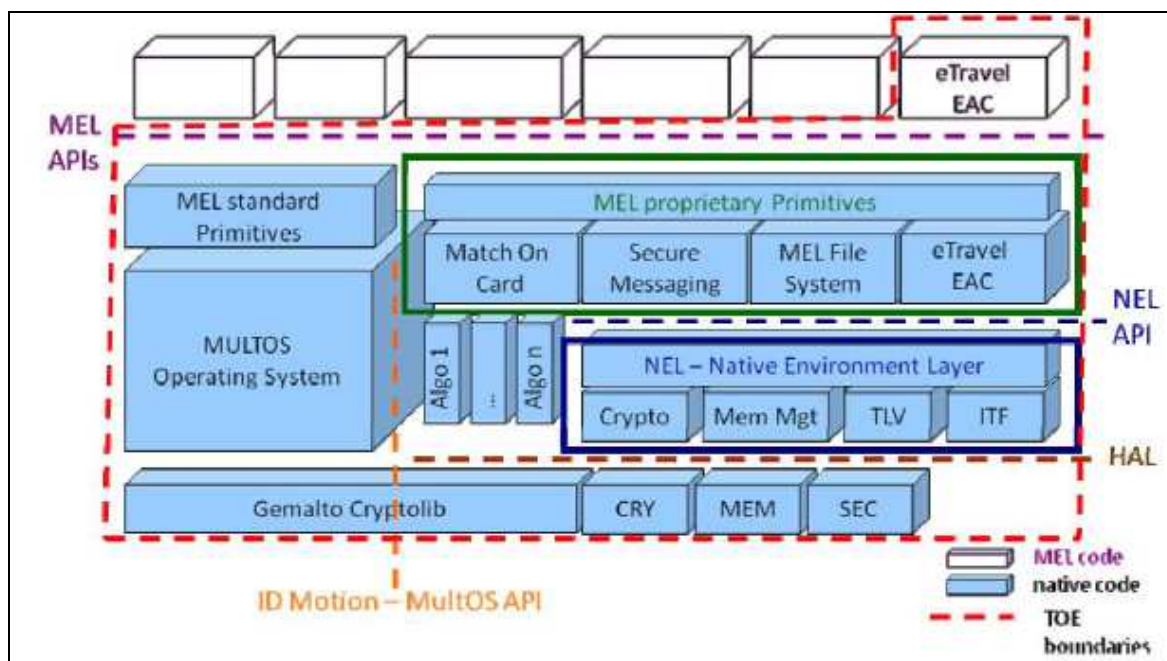 eTravel
EAC
MEL
APIs
MEL standard
Primitives
MEL proprietary Primitives
Match On
Card
Secure
Messaging
MEL File
System
eTravel
EAC
NEL
API
MULTOS
Operating System
Algo 1
...
Algo n
NEL – Native Environment Layer
Crypto
Mem Mgt
TLV
ITF
HAL
Gemalto Cryptolib
CRY
MEM
SEC
ID Motion – MultOS API
MEL code
native code
TOE
boundaries